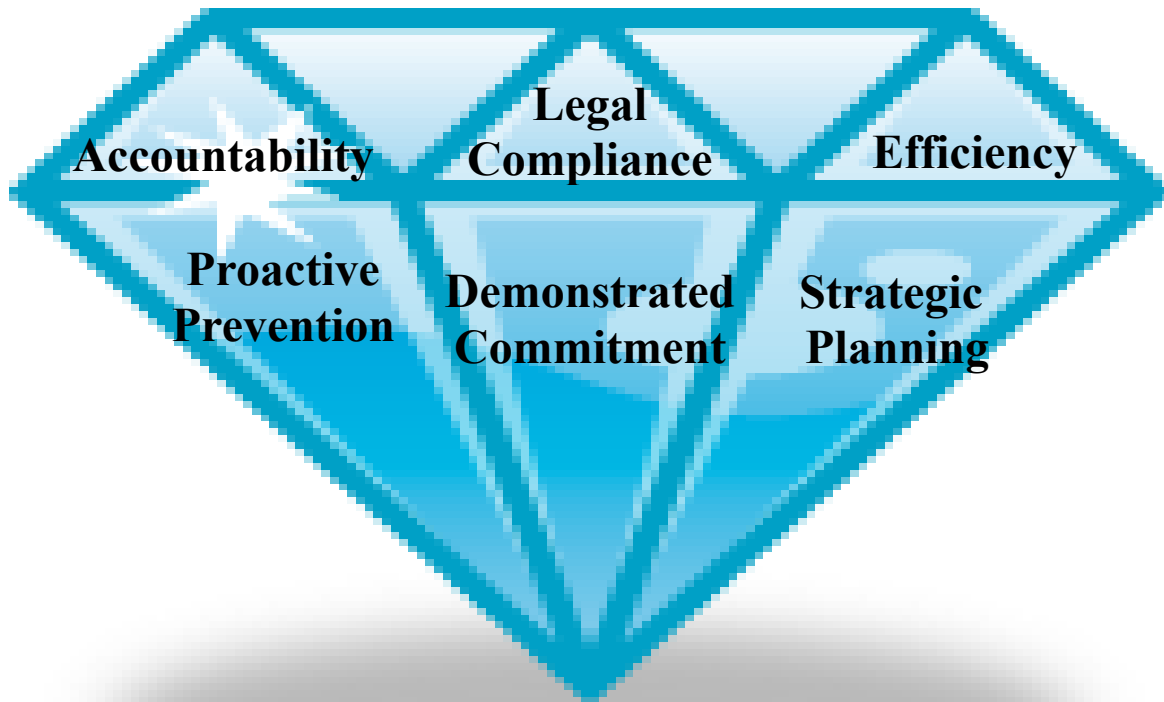 Accountability
Legal
Compliance
Efficiency
Proactive
Prevention
Demonstrated
Commitment
Strategic
Planning